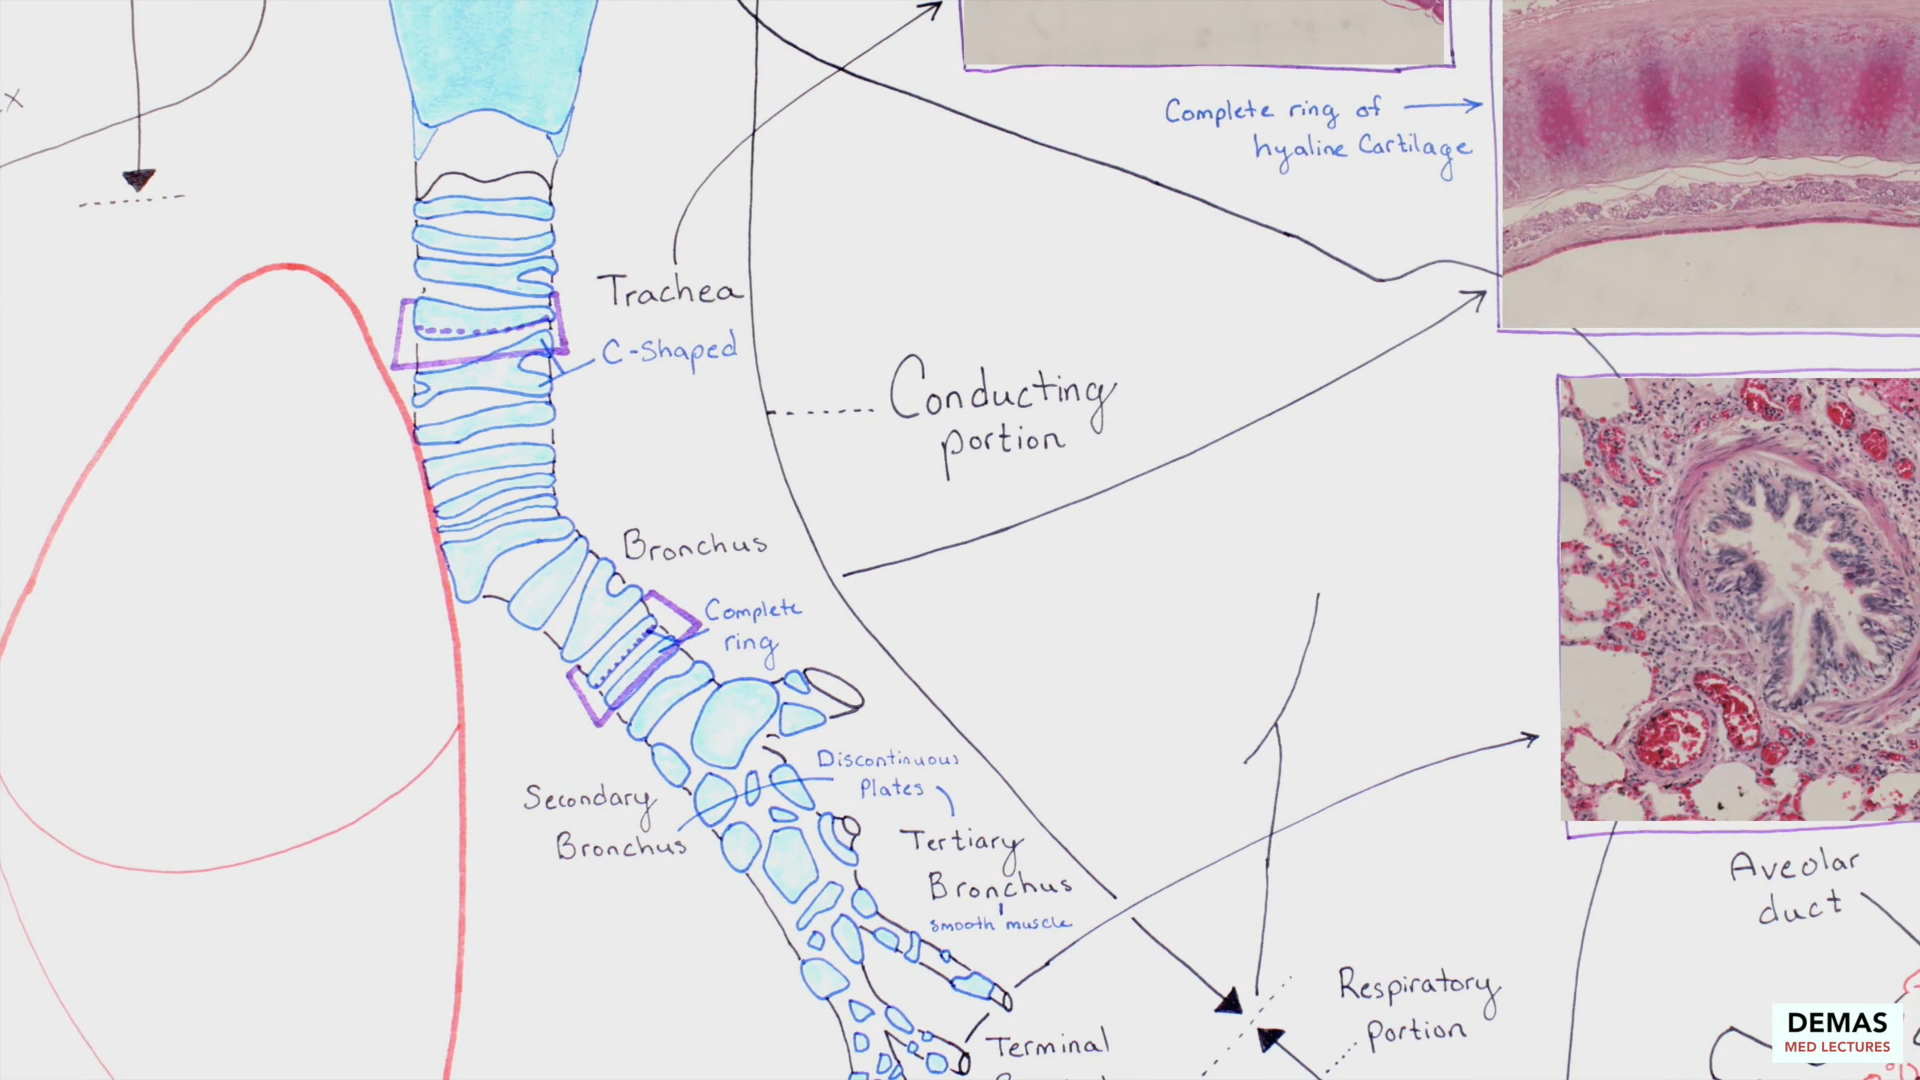 x
Complete ring of
hyaline Cartilage
Trachea
C-Shaped
Conducting
portion
Bronchus
Complete
ring
Discontinuous
Plates
Secondary
Bronchus
Tertiary
Bronchus
smooth muscle
Aveolar
duct
Respiratory
portion
Terminal
DEMAS
MED LECTURES